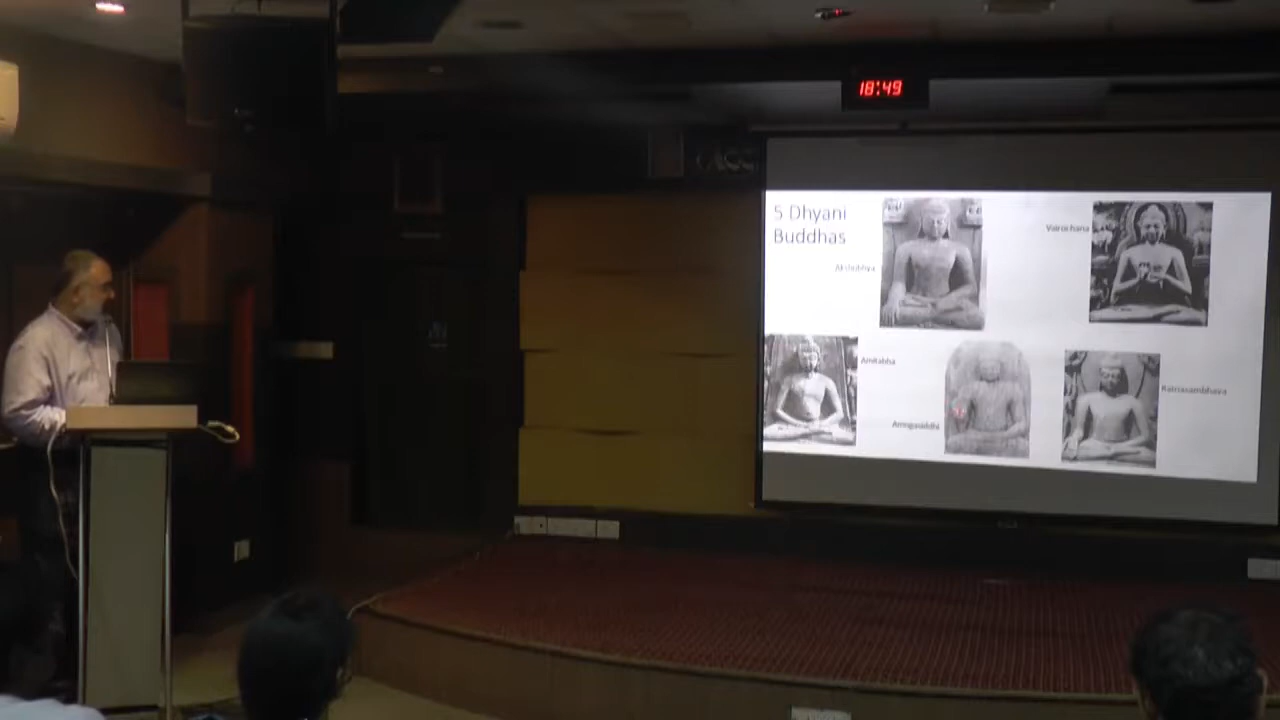 18:49
5 Dhyani
Buddhas
Akshobhya
Vairochana
Amitabha
Ratnasambhava
Amogasiddhi